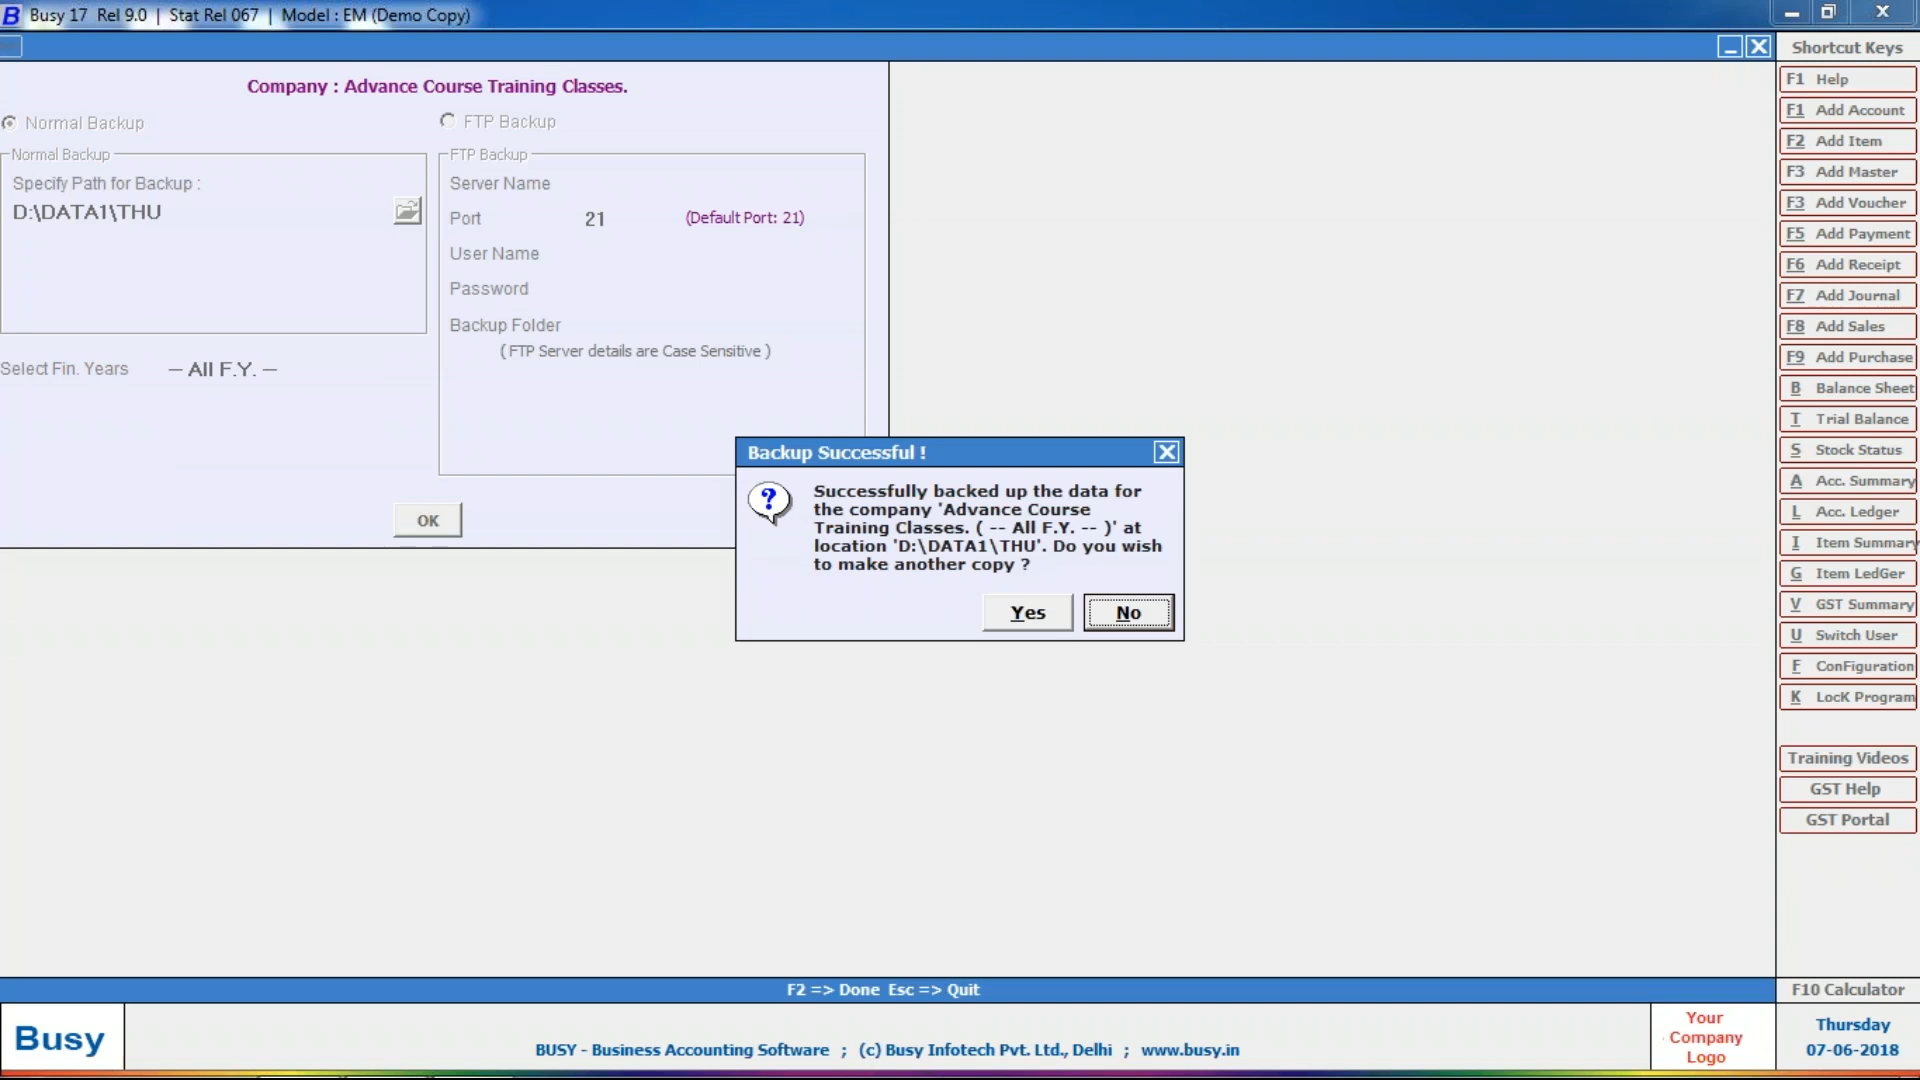 Busy 17 Rel 9.0 | Stat Rel 067 | Model : EM (Demo Copy)
Company : Advance Course Training Classes.
Normal Backup
FTP Backup
Normal Backup
Specify Path for Backup :
D:\DATA1\THU
Select Fin. Years -- All F.Y. --
FTP Backup
Server Name
Port 21 (Default Port: 21)
User Name
Password
Backup Folder
( FTP Server details are Case Sensitive )
OK
Backup Successful !
Successfully backed up the data for
the company 'Advance Course
Training Classes. ( -- All F.Y. -- )' at
location 'D:\DATA1\THU'. Do you wish
to make another copy ?
Yes No
Shortcut Keys
F1 Help
F1 Add Account
F2 Add Item
F3 Add Master
F3 Add Voucher
F5 Add Payment
F6 Add Receipt
F7 Add Journal
F8 Add Sales
F9 Add Purchase
B Balance Sheet
T Trial Balance
S Stock Status
A Acc. Summary
L Acc. Ledger
I Item Summary
G Item LedGer
V GST Summary
U Switch User
F ConFiguration
K LocK Program
Training Videos
GST Help
GST Portal
F2 => Done Esc => Quit
F10 Calculator
Busy
BUSY - Business Accounting Software ; (c) Busy Infotech Pvt. Ltd., Delhi ; www.busy.in
Your
Company
Logo
Thursday
07-06-2018